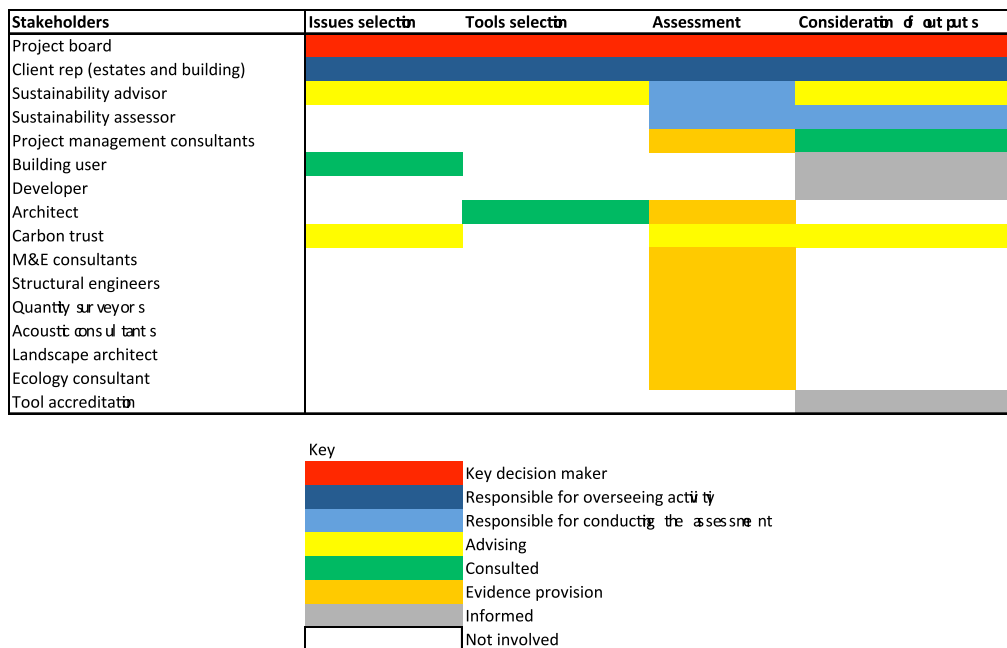 Stakeholders Issues selection Tools selection Assessment Consideration of outputs
Project board
Client rep (estates and building)
Sustainability advisor
Sustainability assessor
Project management consultants
Building user
Developer
Architect
Carbon trust
M&E consultants
Structural engineers
Quantity surveyors
Acoustic consultants
Landscape architect
Ecology consultant
Tool accreditation
Key
Key decision maker
Responsible for overseeing activity
Responsible for conducting the assessment
Advising
Consulted
Evidence provision
Informed
Not involved